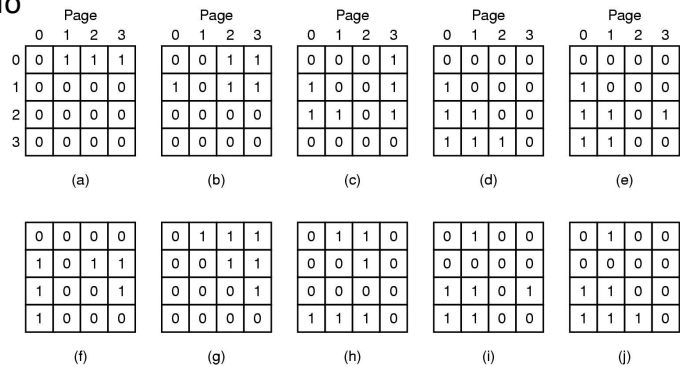 Page Page Page Page Page
0 1 2 3 0 1 2 3 0 1 2 3 0 1 2 3 0 1 2 3
0 0 1 1 1 0 0 1 1 0 0 0 1 0 0 0 0 0 0 0 0
1 0 0 0 0 1 0 1 1 1 0 0 1 1 0 0 0 1 0 0 0
2 0 0 0 0 0 0 0 0 1 1 0 1 1 1 0 0 1 1 0 1
3 0 0 0 0 0 0 0 0 0 0 0 0 1 1 1 0 1 1 0 0
(a) (b) (c) (d) (e)
0 0 0 0 0 1 1 1 0 1 1 0 0 1 0 0 0 1 0 0
1 0 1 1 0 0 1 1 0 0 1 0 0 0 0 0 0 0 0 0
1 0 0 1 0 0 0 1 0 0 0 0 1 1 0 1 1 1 0 0
1 0 0 0 0 0 0 0 1 1 1 0 1 1 0 0 1 1 1 0
(f) (g) (h) (i) (j)